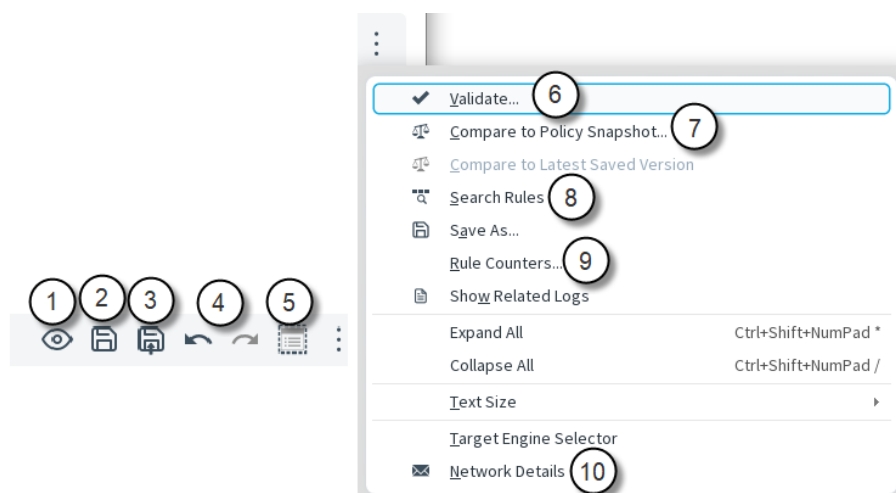 Validate... 6
Compare to Policy Snapshot... 7
Compare to Latest Saved Version
Search Rules 8
Save As...
Rule Counters... 9
Show Related Logs
1 2 3 4 5
Expand All Ctrl+Shift+NumPad *
Collapse All Ctrl+Shift+NumPad /
Text Size
Target Engine Selector
Network Details 10